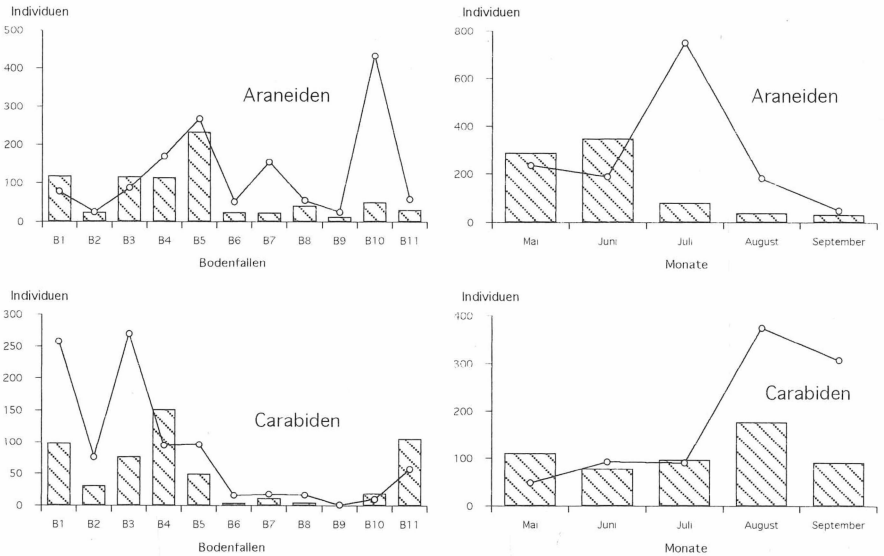 Individuen
500
400
300
200
100
0
Araneiden
B1 B2 B3 B4 B5 B6 B7 B8 B9 B10 B11
Bodenfallen
Individuen
800
600
400
200
0
Araneiden
Mai Juni Juli August September
Monate
Individuen
300
250
200
150
100
50
0
Carabiden
B1 B2 B3 B4 B5 B6 B7 B8 B9 B10 B11
Bodenfallen
Individuen
400
300
200
100
0
Carabiden
Mai Juni Juli August September
Monate